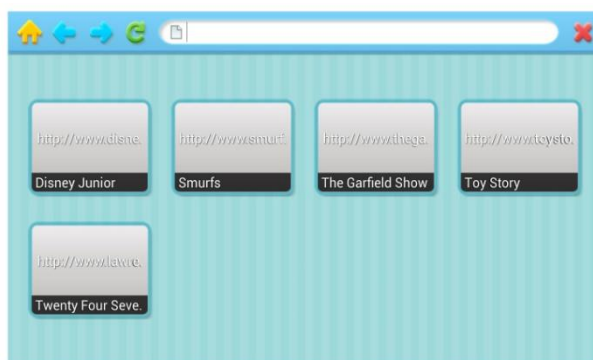 http://www.disne.
Disney Junior
http://www.smurf.
Smurfs
http://www.thega.
The Garfield Show
http://www.toysto.
Toy Story
http://www.lawre.
Twenty Four Seve.